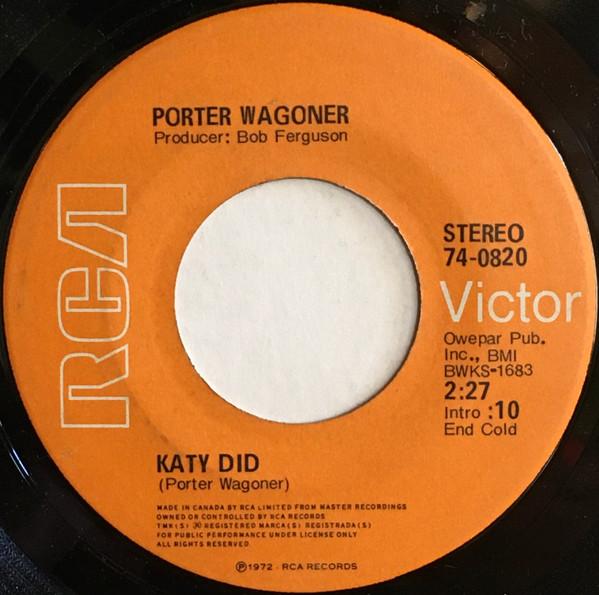 PORTER WAGONER
Producer: Bob Ferguson
RCA
STEREO
74-0820
Victor
Owepar Pub.
Inc., BMI
BWKS-1683
2:27
Intro :10
End Cold
KATY DID
(Porter Wagoner)
MADE IN CANADA BY RCA LIMITED FROM MASTER RECORDINGS
OWNED OR CONTROLLED BY RCA RECORDS
TMK(S) ® REGISTERED MARCA(S) REGISTRADA(S)
FOR PUBLIC PERFORMANCE UNDER LICENSE ONLY
ALL RIGHTS RESERVED
℗1972 · RCA RECORDS